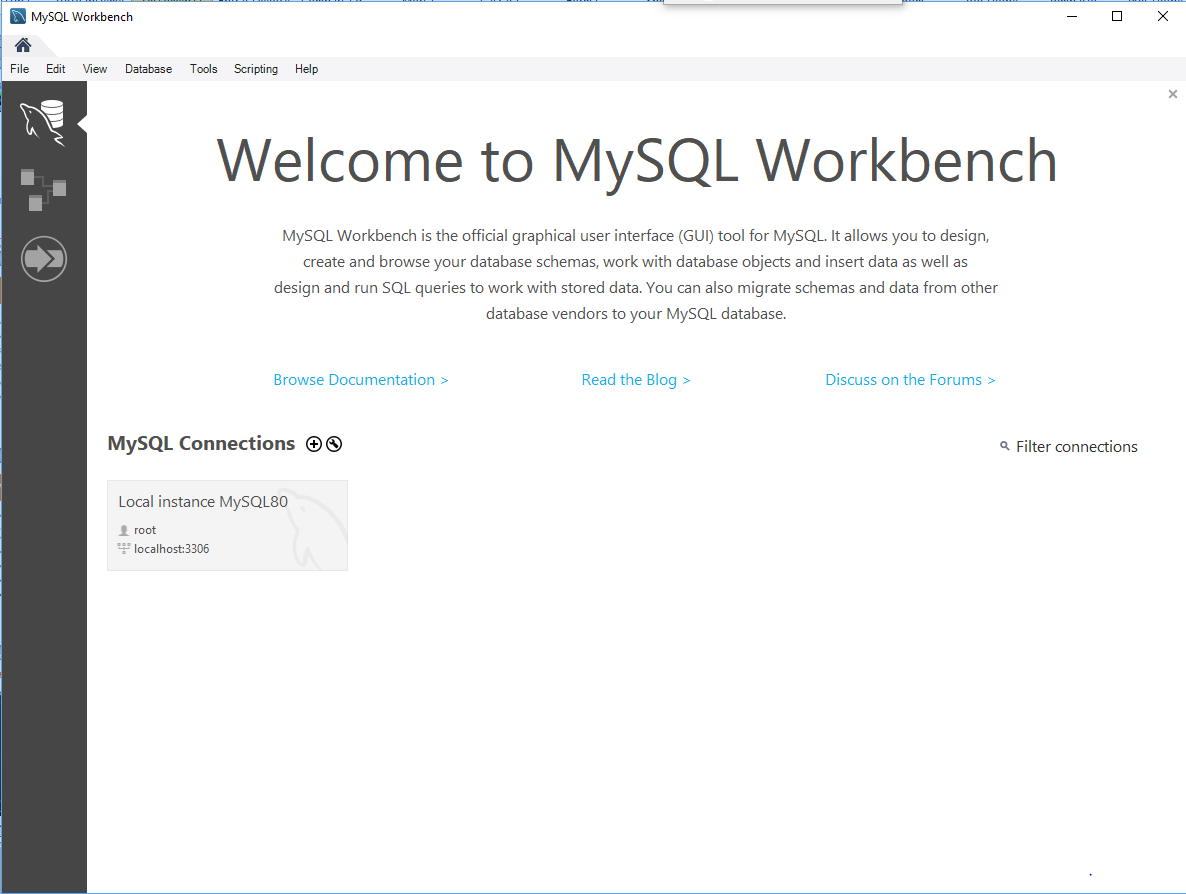 MySQL Workbench
File Edit View Database Tools Scripting Help
Welcome to MySQL Workbench
MySQL Workbench is the official graphical user interface (GUI) tool for MySQL. It allows you to design,
create and browse your database schemas, work with database objects and insert data as well as
design and run SQL queries to work with stored data. You can also migrate schemas and data from other
database vendors to your MySQL database.
Browse Documentation > Read the Blog > Discuss on the Forums >
MySQL Connections Filter connections
Local instance MySQL80
root
localhost:3306